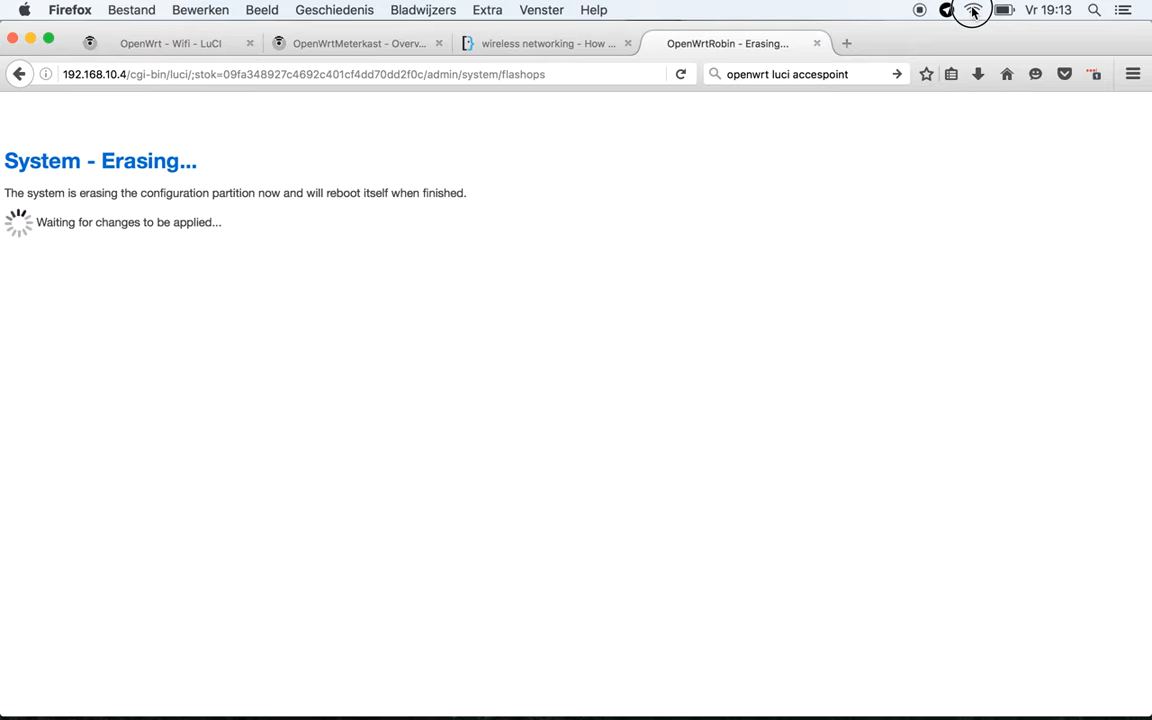 Firefox Bestand Bewerken Beeld Geschiedenis Bladwijzers Extra Venster Help Vr 19:13
OpenWrt - Wifi - LuCI OpenWrtMeterkast - Overv... wireless networking - How ... OpenWrtRobin - Erasing...
192.168.10.4/cgi-bin/luci/;stok=09fa348927c4692c401cf4dd70dd2f0c/admin/system/flashops openwrt luci accespoint
System - Erasing...
The system is erasing the configuration partition now and will reboot itself when finished.
Waiting for changes to be applied...